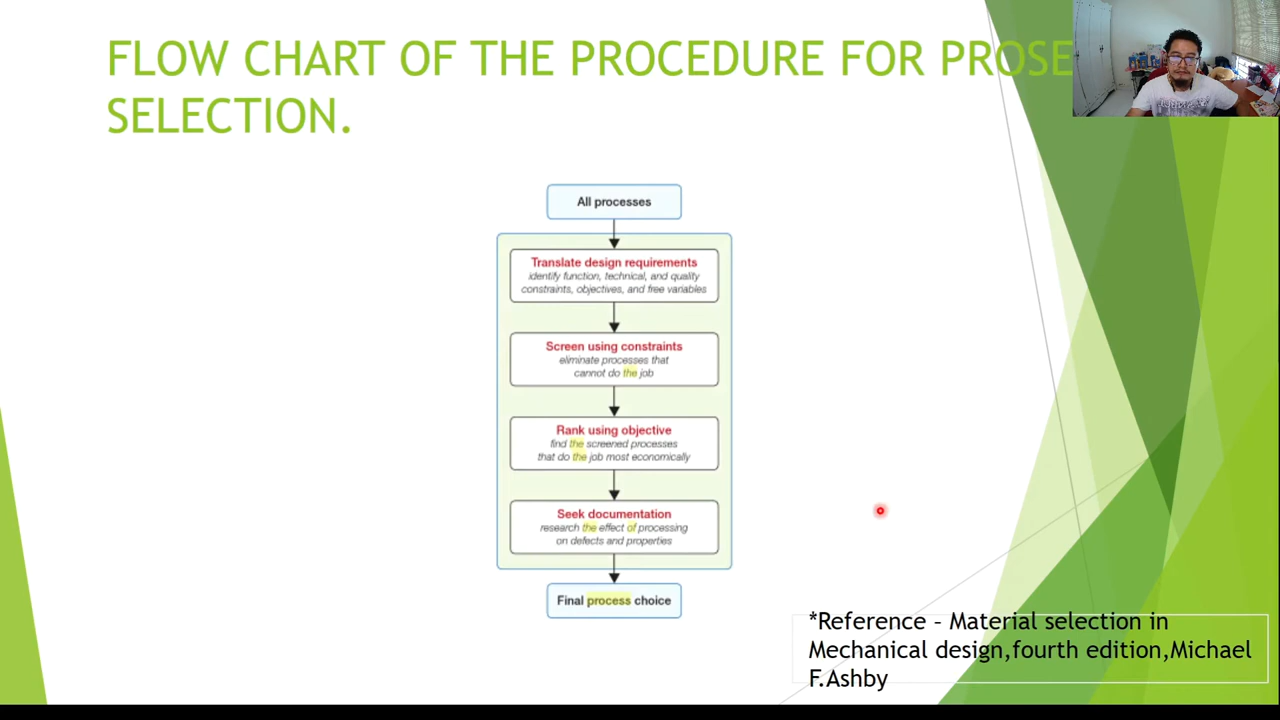 FLOW CHART OF THE PROCEDURE FOR PROSE
SELECTION.
All processes
Translate design requirements
identify function, technical, and quality
constraints, objectives, and free variables
Screen using constraints
eliminate processes that
cannot do the job
Rank using objective
find the screened processes
that do the job most economically
Seek documentation
research the effect of processing
on defects and properties
Final process choice
*Reference – Material selection in
Mechanical design,fourth edition,Michael
F.Ashby